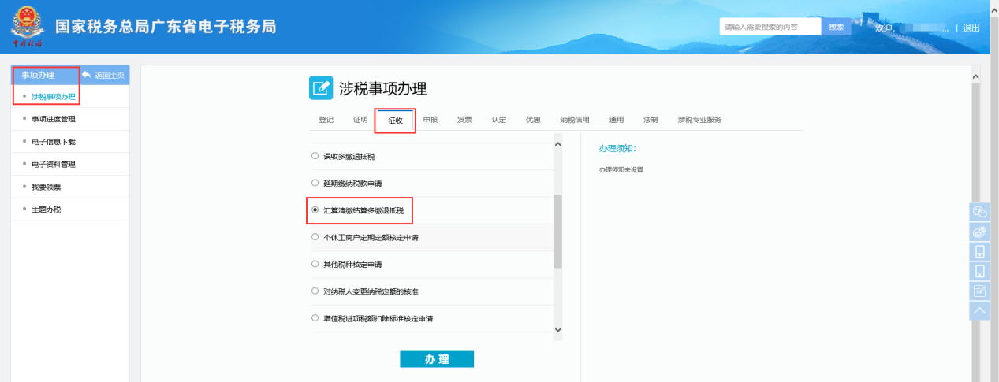 国家税务总局广东省电子税务局
中国税务
请输入需要搜索的内容
搜索
欢迎,
...
| 退出
事项办理
返回主页
涉税事项办理
事项进度管理
电子信息下载
电子资料管理
我要领票
主题办税
涉税事项办理
登记 证明 征收 申报 发票 认定 优惠 纳税信用 通用 法制 涉税专业服务
误收多缴退抵税
延期缴纳税款申请
汇算清缴结算多缴退抵税
个体工商户定期定额核定申请
其他税种核定申请
对纳税人变更纳税定额的核准
增值税进项税额扣除标准核定申请
办理
办理须知:
办理须知未设置